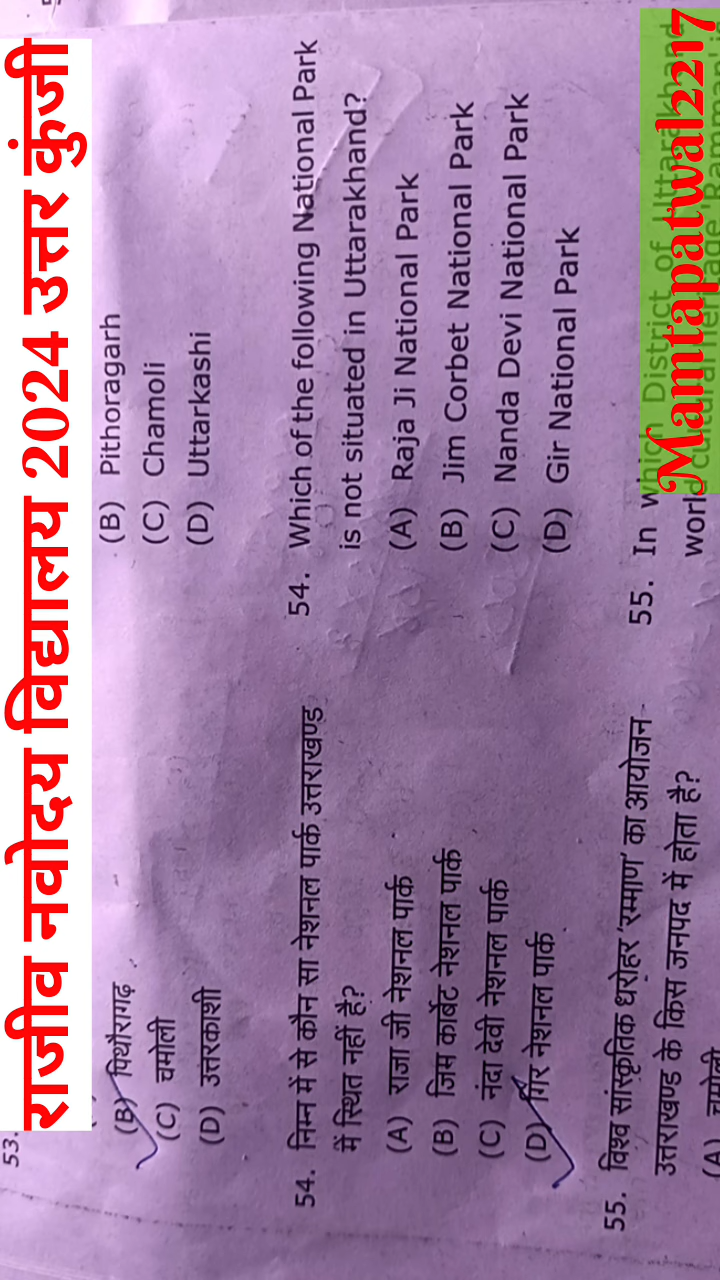 राजीव नवोदय विद्यालय 2024 उत्तर कुंजी
53.
(B) पिथौरागढ़
(C) चमोली
(D) उत्तरकाशी
54. निम्न में से कौन सा नेशनल पार्क उत्तराखण्ड
में स्थित नहीं है?
(A) राजा जी नेशनल पार्क
(B) जिम कार्बेट नेशनल पार्क
(C) नंदा देवी नेशनल पार्क
(D) गिर नेशनल पार्क
55. विश्व सांस्कृतिक धरोहर 'रम्माण' का आयोजन
उत्तराखण्ड के किस जनपद में होता है?
(A) चमोली
(B) Pithoragarh
(C) Chamoli
(D) Uttarkashi
54. Which of the following National Park
is not situated in Uttarakhand?
(A) Raja Ji National Park
(B) Jim Corbet National Park
(C) Nanda Devi National Park
(D) Gir National Park
55. In which District of Uttarakhand
world cultural heritage 'Ramman' is
Mamtapatwal2217